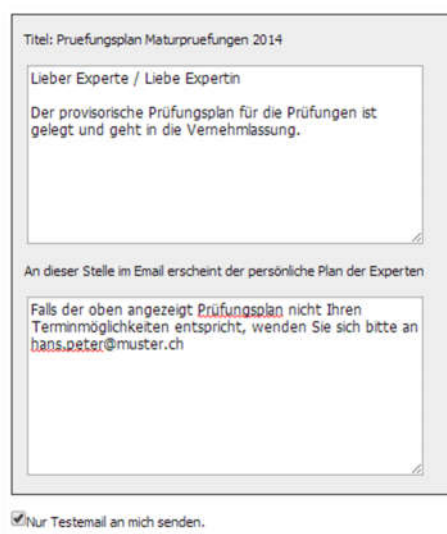 Titel: Pruefungsplan Maturpruefungen 2014
Lieber Experte / Liebe Expertin
Der provisorische Prüfungsplan für die Prüfungen ist
gelegt und geht in die Vernehmlassung.
An dieser Stelle im Email erscheint der persönliche Plan der Experten
Falls der oben angezeigt Prüfungsplan nicht Ihren
Terminmöglichkeiten entspricht, wenden Sie sich bitte an
hans.peter@muster.ch
Nur Testemail an mich senden.